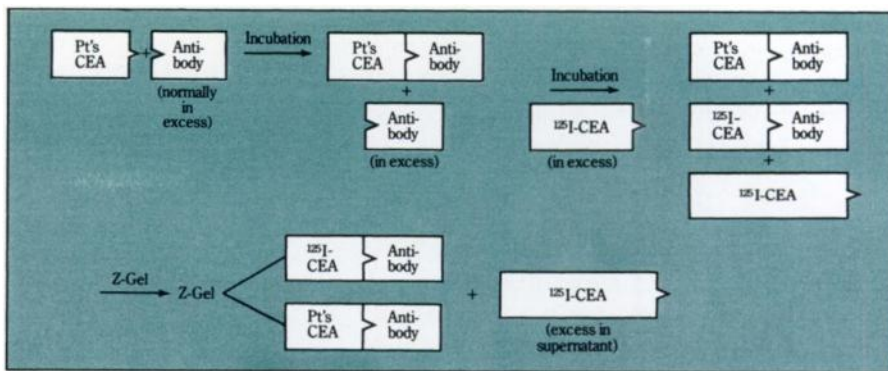 Pt's
CEA
+
Anti-
body
(normally
in
excess)
Incubation
Pt's
CEA
Anti-
body
+
Anti-
body
(in excess)
Incubation
¹²⁵I-CEA
(in excess)
Pt's
CEA
Anti-
body
+
¹²⁵I-
CEA
Anti-
body
+
¹²⁵I-CEA
Z-Gel
Z-Gel
¹²⁵I-
CEA
Anti-
body
Pt's
CEA
Anti-
body
+
¹²⁵I-CEA
(excess in
supernatant)